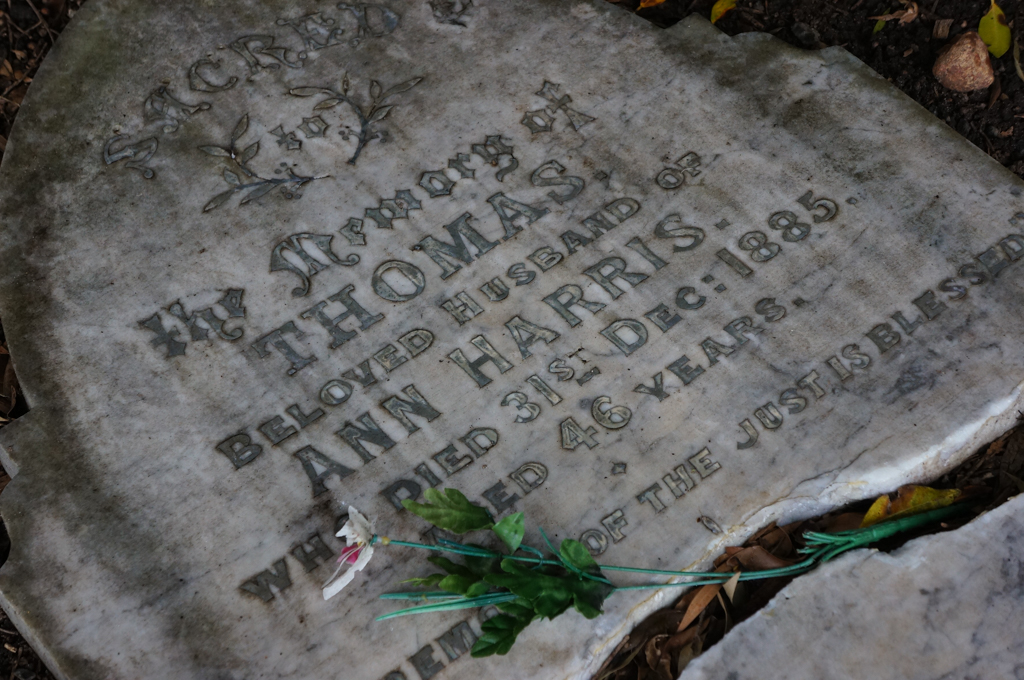 SACRED
to
The Memory of
THOMAS
BELOVED HUSBAND OF
ANN HARRIS.
WHO DIED 31ST DEC: 1885.
46 YEARS.
OF THE JUST IS BLESSED